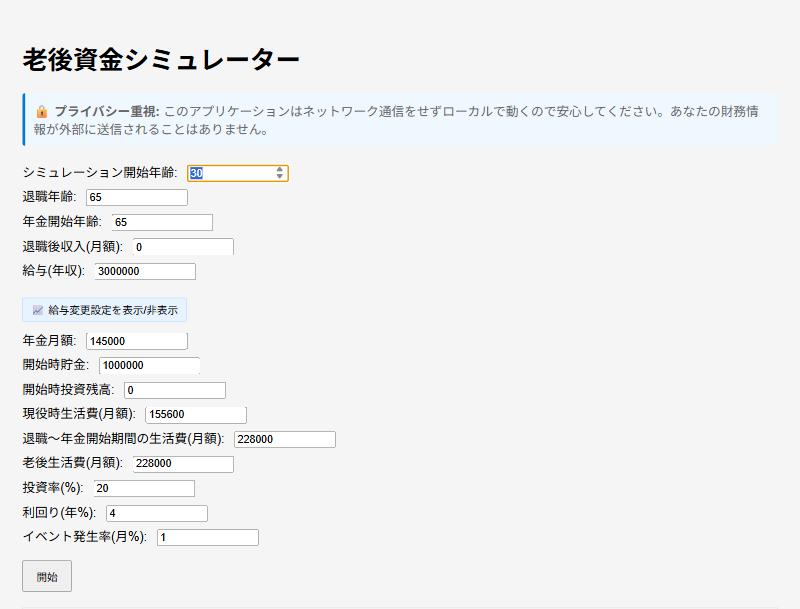 老後資金シミュレーター
🔒 プライバシー重視: このアプリケーションはネットワーク通信をせずローカルで動くので安心してください。あなたの財務情
報が外部に送信されることはありません。
シミュレーション開始年齢: 30
退職年齢: 65
年金開始年齢: 65
退職後収入(月額): 0
給与(年収): 3000000
📈 給与変更設定を表示/非表示
年金月額: 145000
開始時貯金: 1000000
開始時投資残高: 0
現役時生活費(月額): 155600
退職～年金開始期間の生活費(月額): 228000
老後生活費(月額): 228000
投資率(%): 20
利回り(年%): 4
イベント発生率(月%): 1
開始